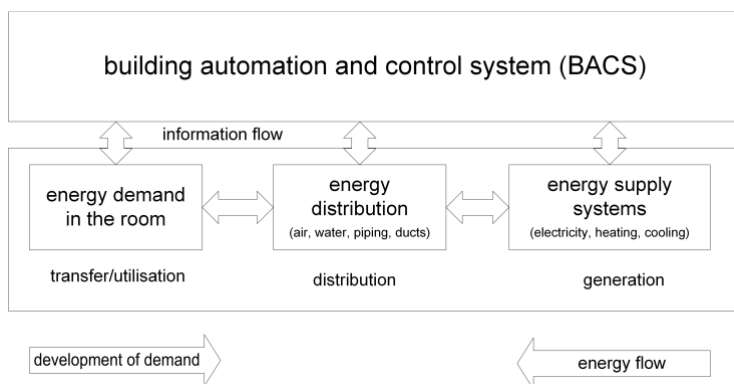 building automation and control system (BACS)
information flow
energy demand
in the room
energy
distribution
(air, water, piping, ducts)
energy supply
systems
(electricity, heating, cooling)
transfer/utilisation
distribution
generation
development of demand
energy flow